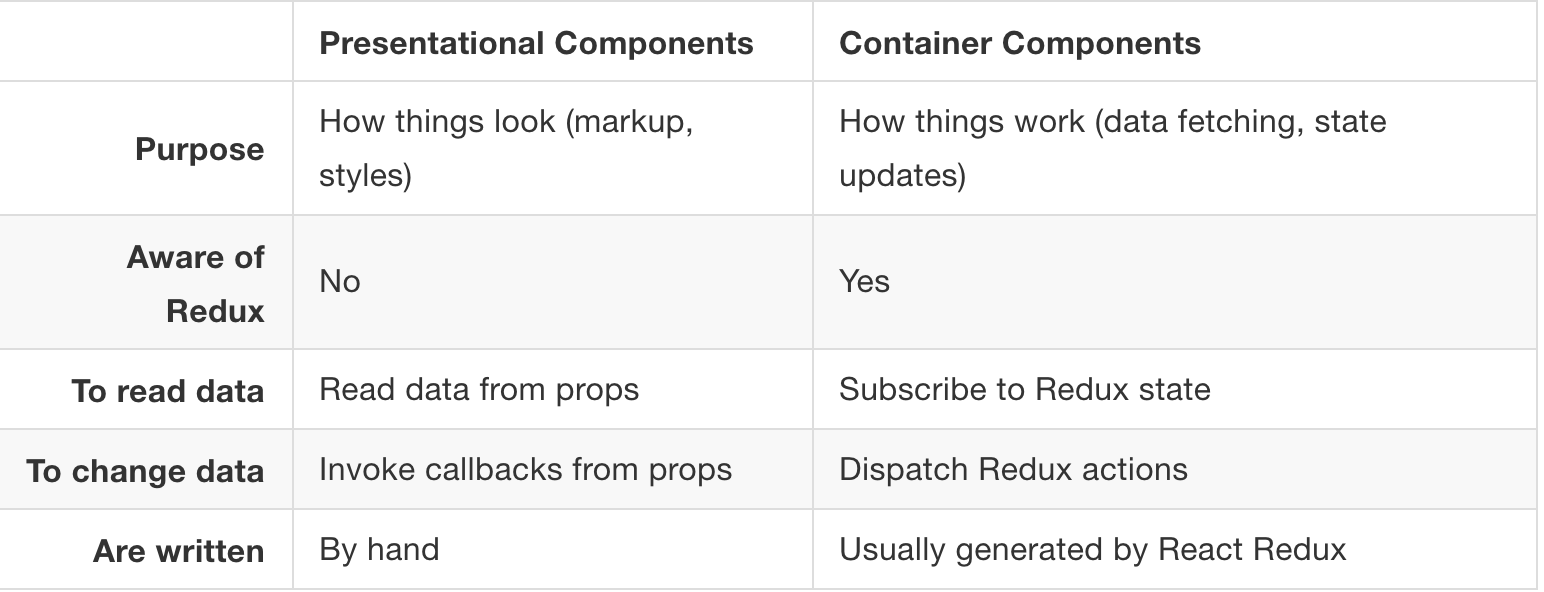 Presentational Components
Container Components
Purpose
How things look (markup,
styles)
How things work (data fetching, state
updates)
Aware of
Redux
No
Yes
To read data
Read data from props
Subscribe to Redux state
To change data
Invoke callbacks from props
Dispatch Redux actions
Are written
By hand
Usually generated by React Redux